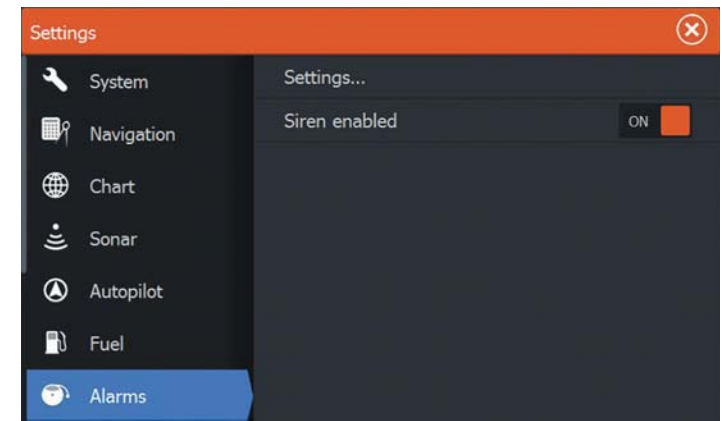 Settings
System
Navigation
Chart
Sonar
Autopilot
Fuel
Alarms
Settings...
Siren enabled ON